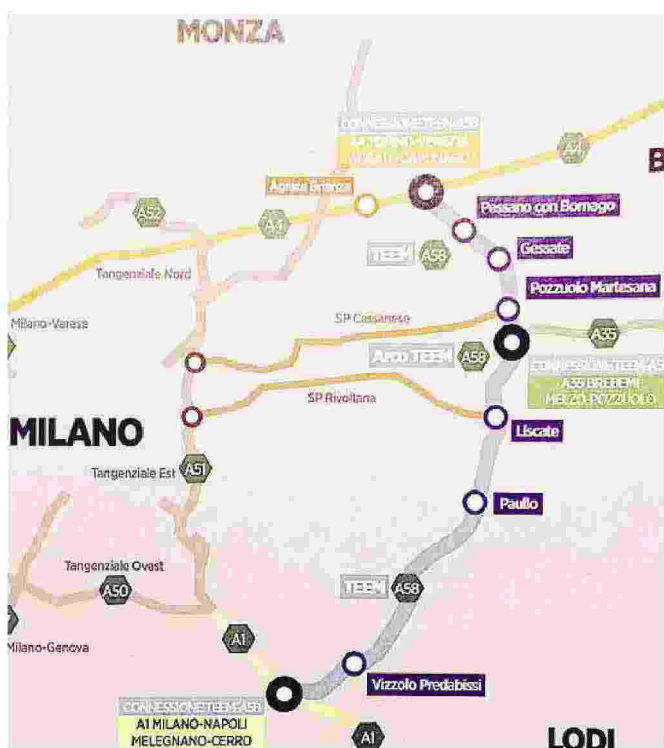 MONZA
CONNESSIONE TEEM-A58
A4 TORINO-VENEZIA
A4
B
Agrate Brianza
A52
A4
Pessano con Bornago
TEEM
A58
Gessate
Tangenziale Nord
Pozzuolo Martesana
Milano-Varese
SP Cassanese
A35
Arco TEEM
A58
CONNESSIONE TEEM-A58
A35 BREBEMI
MELZO-POZZUOLO
SP Rivoltana
MILANO
Liscate
Tangenziale Est
A51
Paullo
Tangenziale Ovest
A50
TEEM
A58
A1
Milano-Genova
Vizzolo Predabissi
CONNESSIONE TEEM-A58
A1 MILANO-NAPOLI
MELEGNANO-CERRO
A1
LODI